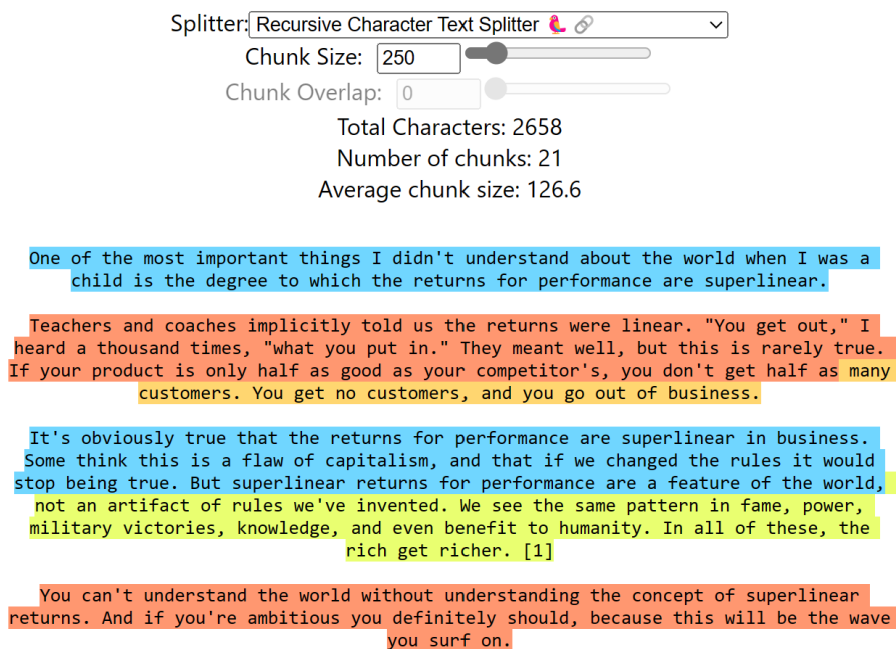 Splitter: Recursive Character Text Splitter 🦜 🔗
Chunk Size: 250
Chunk Overlap: 0
Total Characters: 2658
Number of chunks: 21
Average chunk size: 126.6
One of the most important things I didn't understand about the world when I was a
child is the degree to which the returns for performance are superlinear.
Teachers and coaches implicitly told us the returns were linear. "You get out," I
heard a thousand times, "what you put in." They meant well, but this is rarely true.
If your product is only half as good as your competitor's, you don't get half as many
customers. You get no customers, and you go out of business.
It's obviously true that the returns for performance are superlinear in business.
Some think this is a flaw of capitalism, and that if we changed the rules it would
stop being true. But superlinear returns for performance are a feature of the world,
not an artifact of rules we've invented. We see the same pattern in fame, power,
military victories, knowledge, and even benefit to humanity. In all of these, the
rich get richer. [1]
You can't understand the world without understanding the concept of superlinear
returns. And if you're ambitious you definitely should, because this will be the wave
you surf on.